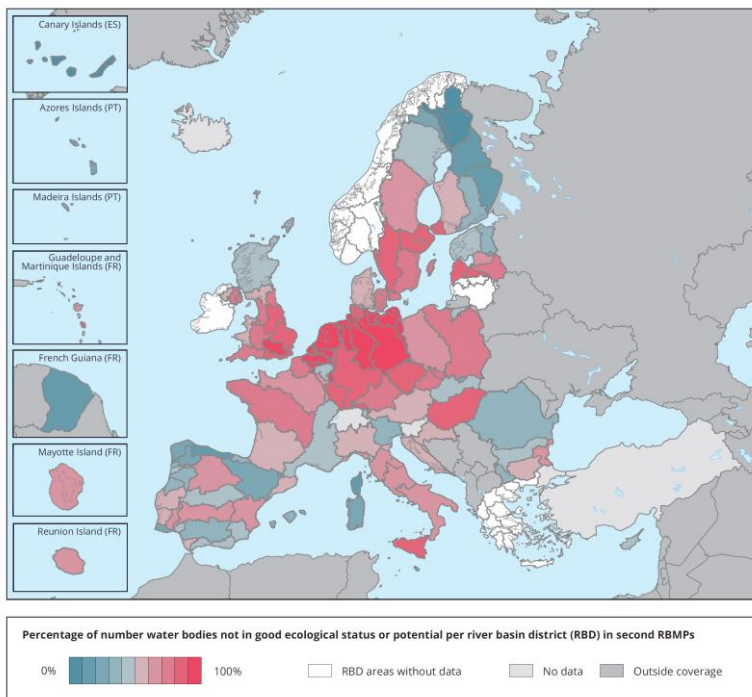 Canary Islands (ES)
Azores Islands (PT)
Madeira Islands (PT)
Guadeloupe and
Martinique Islands (FR)
French Guiana (FR)
Mayotte Island (FR)
Reunion Island (FR)
Percentage of number water bodies not in good ecological status or potential per river basin district (RBD) in second RBMPs
0% 100% RBD areas without data No data Outside coverage